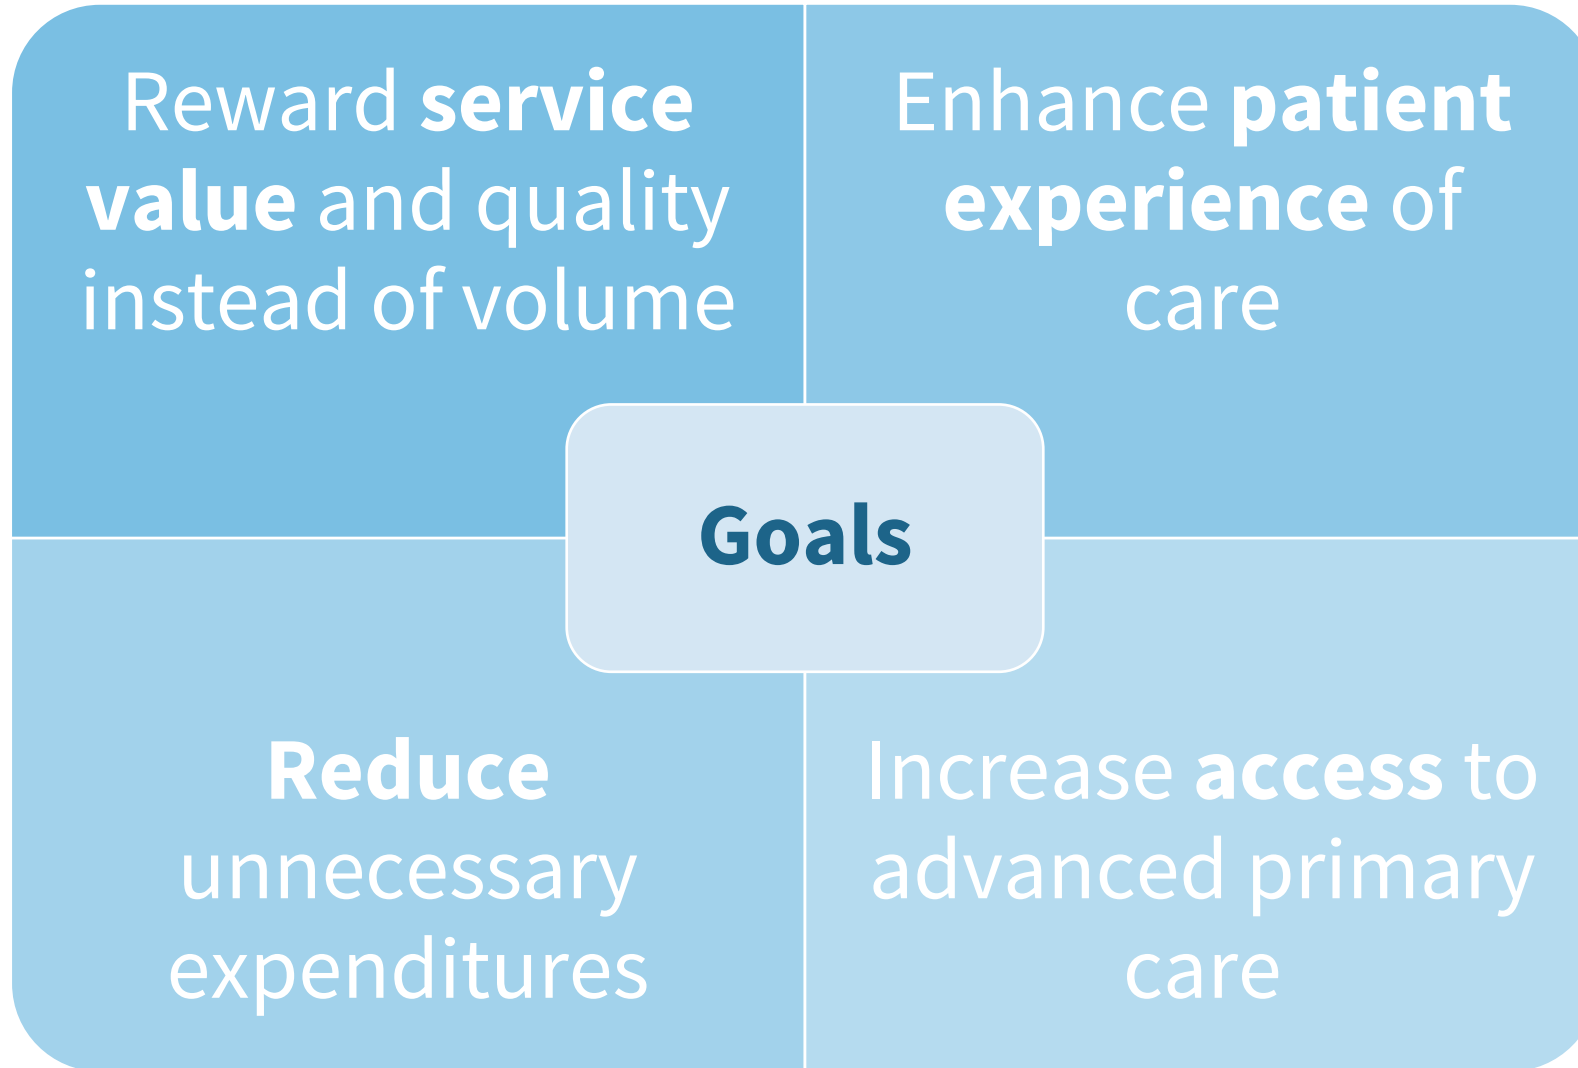 Reward service
value and quality
instead of volume
Enhance patient
experience of
care
Goals
Reduce
unnecessary
expenditures
Increase access to
advanced primary
care